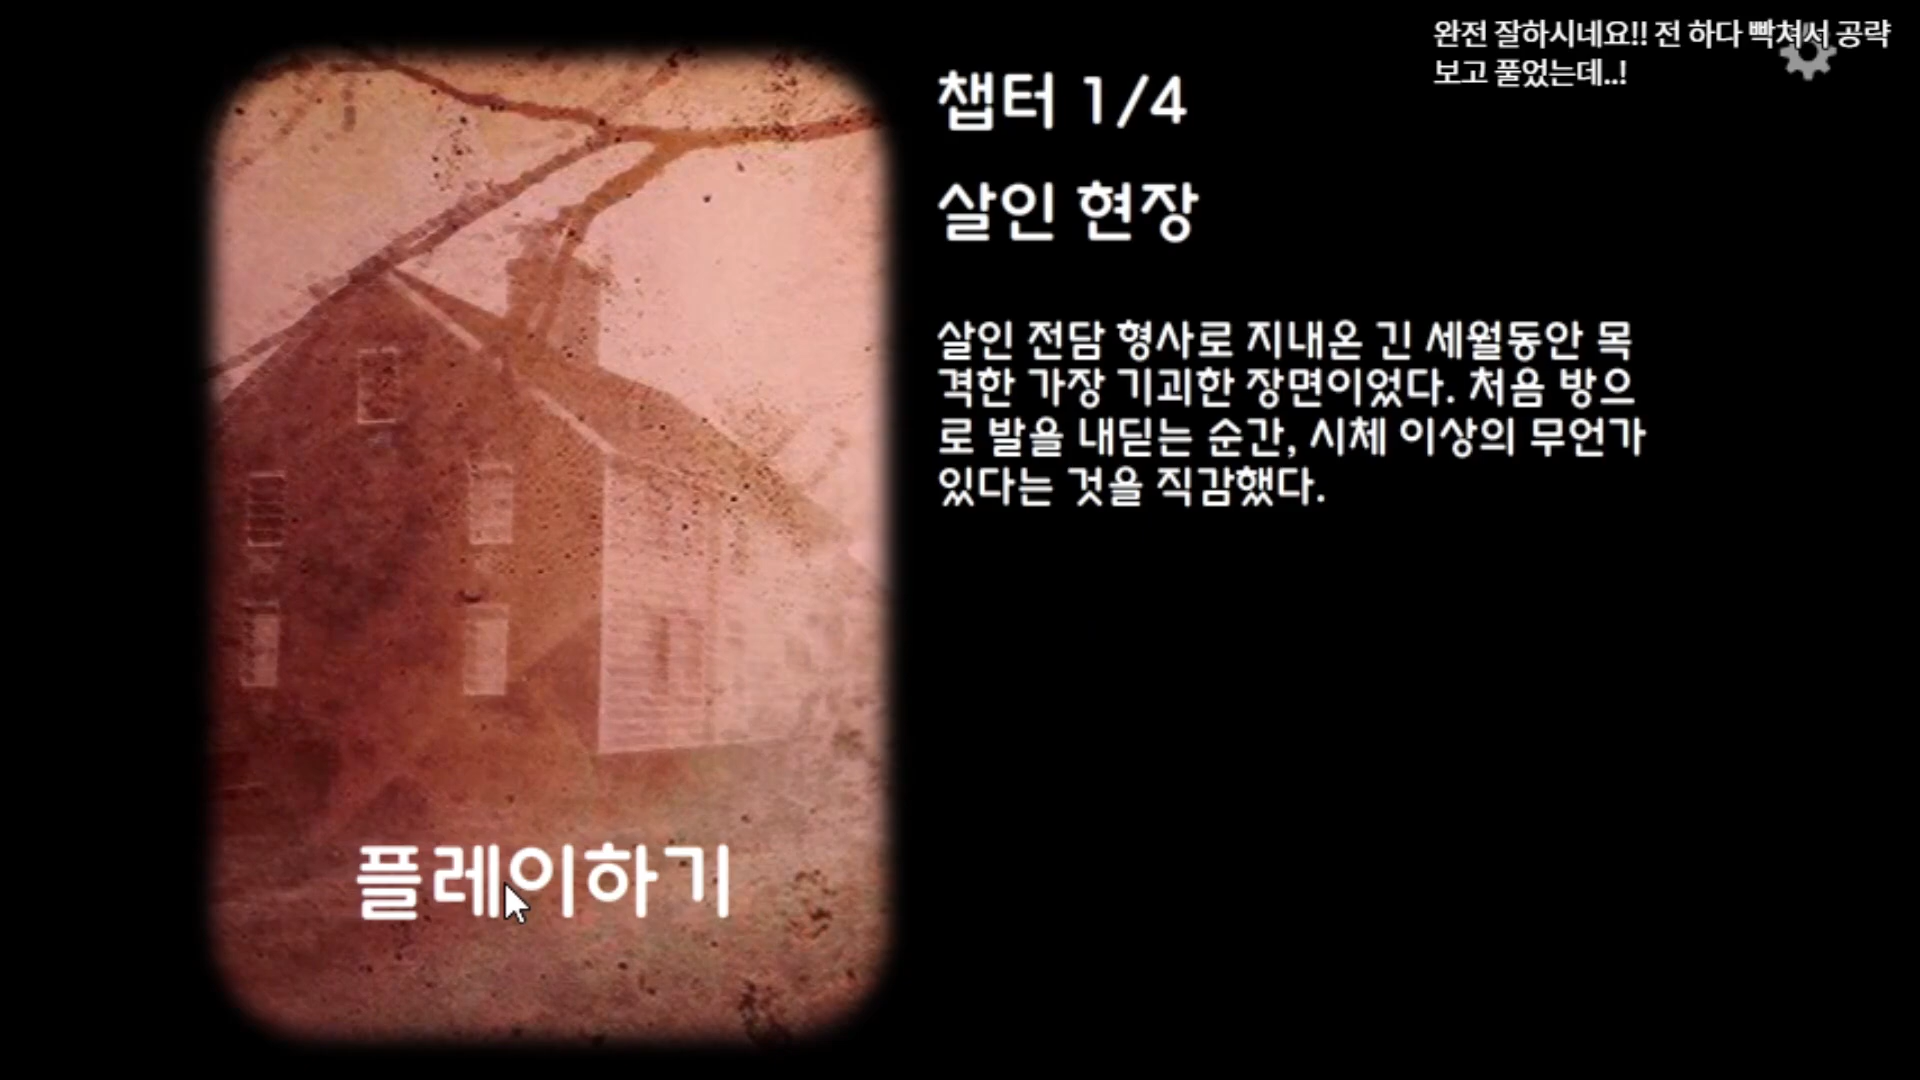 완전 잘하시네요!! 전 하다 빡쳐서 공략
보고 풀었는데..!
챕터 1/4
살인 현장
살인 전담 형사로 지내온 긴 세월동안 목
격한 가장 기괴한 장면이었다. 처음 방으
로 발을 내딛는 순간, 시체 이상의 무언가
있다는 것을 직감했다.
플레이하기